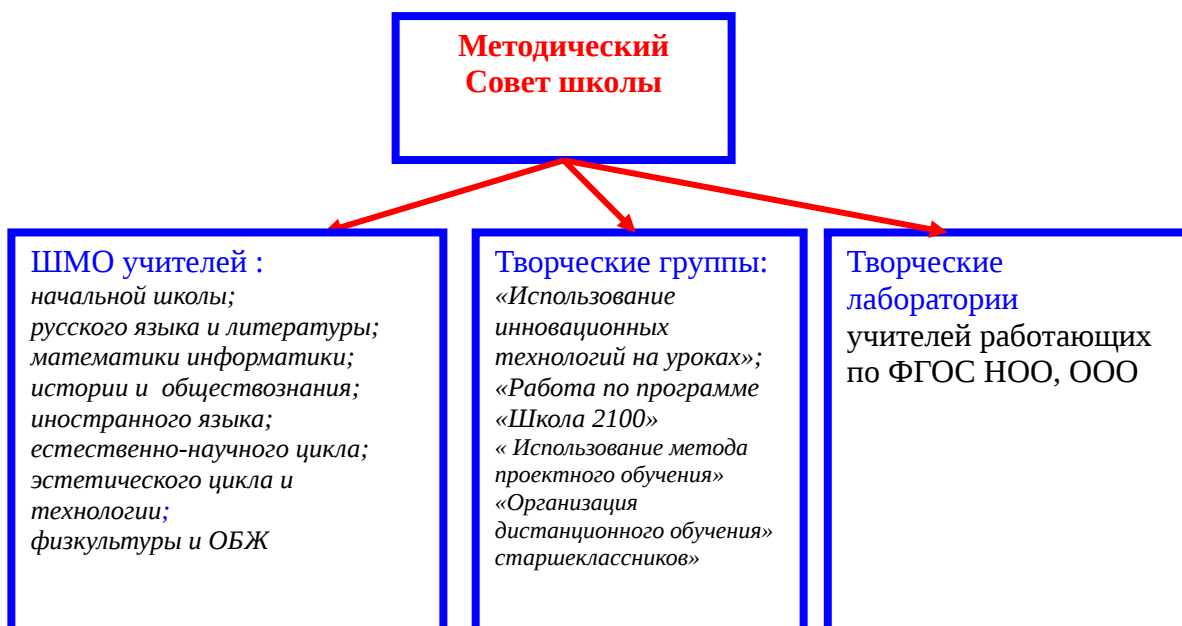 Методический
Совет школы
ШМО учителей :
начальной школы;
русского языка и литературы;
математики информатики;
истории и обществознания;
иностранного языка;
естественно-научного цикла;
эстетического цикла и
технологии;
физкультуры и ОБЖ
Творческие группы:
«Использование
инновационных
технологий на уроках»;
«Работа по программе
«Школа 2100»
« Использование метода
проектного обучения»
«Организация
дистанционного обучения»
старшеклассников»
Творческие
лаборатории
учителей работающих
по ФГОС НОО, ООО